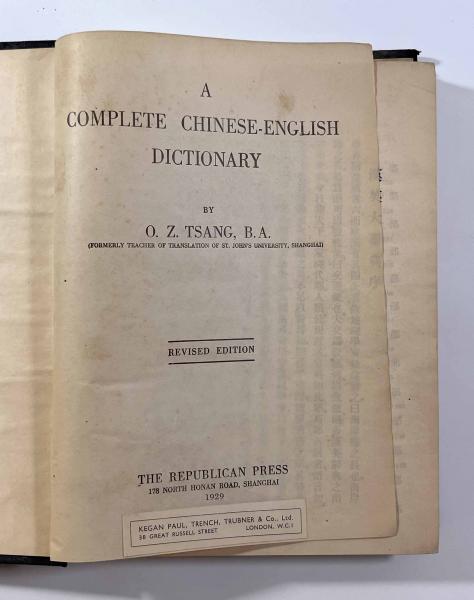 A
COMPLETE CHINESE-ENGLISH
DICTIONARY
BY
O. Z. TSANG, B.A.
(FORMERLY TEACHER OF TRANSLATION OF ST. JOHN'S UNIVERSITY, SHANGHAI)
REVISED EDITION
THE REPUBLICAN PRESS
178 NORTH HONAN ROAD, SHANGHAI
1929
KEGAN PAUL, TRENCH, TRUBNER & Co., Ltd.
38 GREAT RUSSELL STREET LONDON, W.C.1